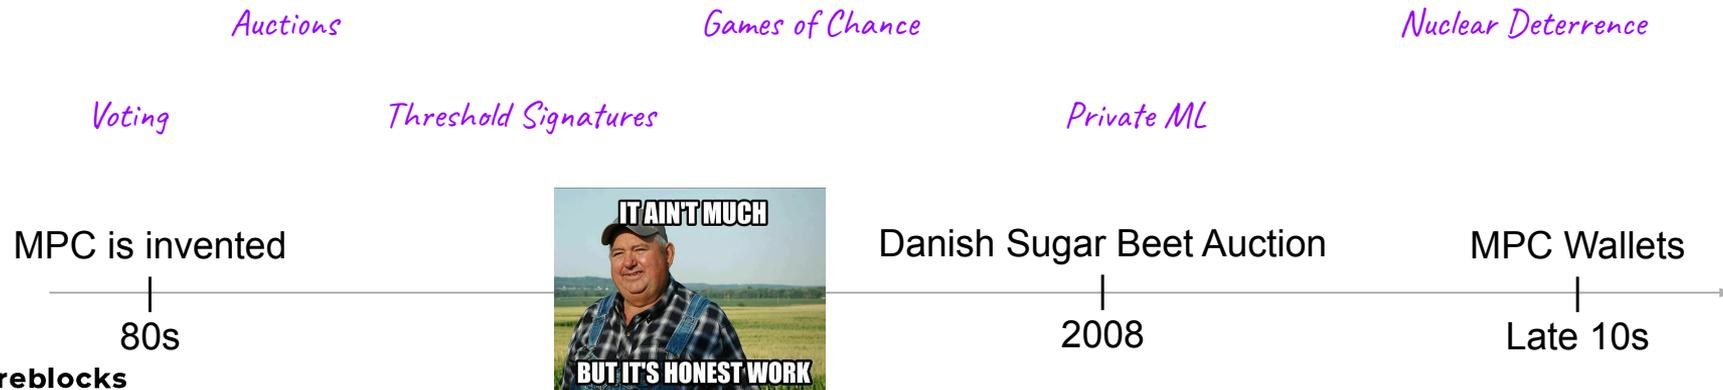 Auctions
Games of Chance
Nuclear Deterrence
Voting
Threshold Signatures
Private ML
IT AIN'T MUCH
MPC is invented
Danish Sugar Beet Auction
MPC Wallets
80s
2008
Late 10s
BUT IT'S HONEST WORK
reblocks